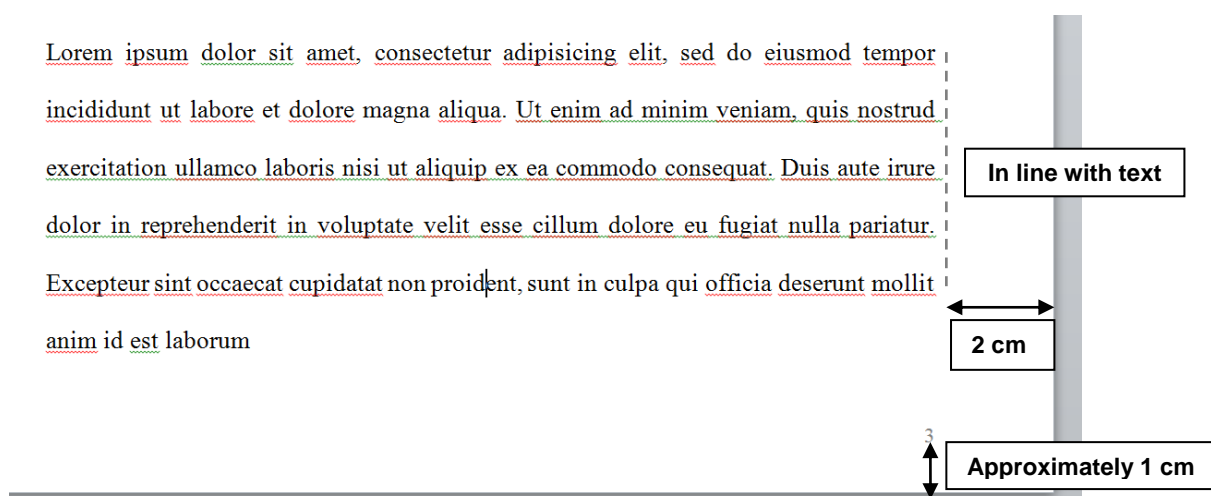 Lorem ipsum dolor sit amet, consectetur adipisicing elit, sed do eiusmod tempor
incididunt ut labore et dolore magna aliqua. Ut enim ad minim veniam, quis nostrud
exercitation ullamco laboris nisi ut aliquip ex ea commodo consequat. Duis aute irure
In line with text
dolor in reprehenderit in voluptate velit esse cillum dolore eu fugiat nulla pariatur.
Excepteur sint occaecat cupidatat non proident, sunt in culpa qui officia deserunt mollit
anim id est laborum
2 cm
3
Approximately 1 cm